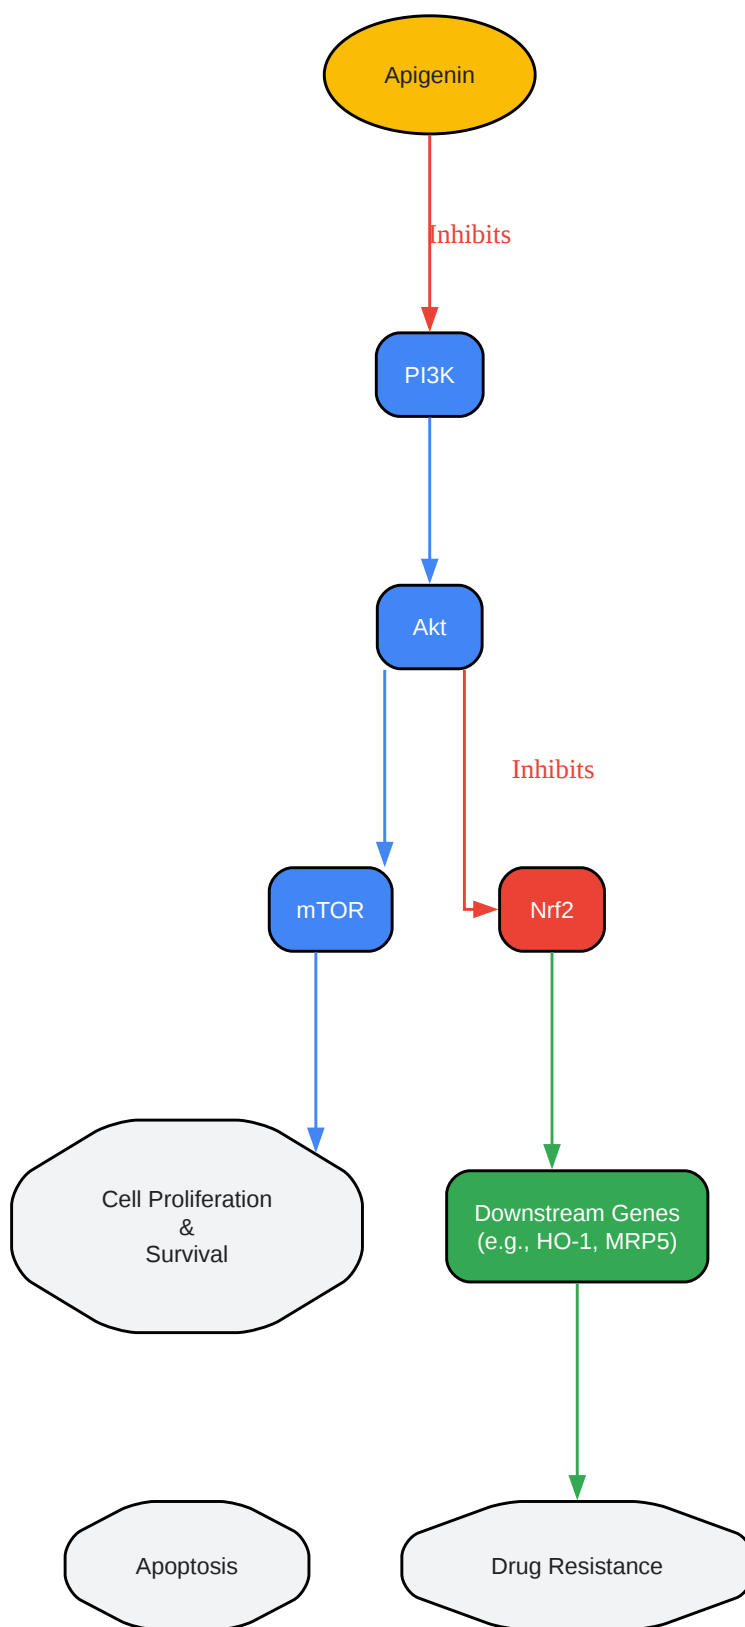 Apigenin
Inhibits
PI3K
Akt
Inhibits
mTOR
Nrf2
Cell Proliferation
&
Survival
Downstream Genes
(e.g., HO-1, MRP5)
Apoptosis
Drug Resistance